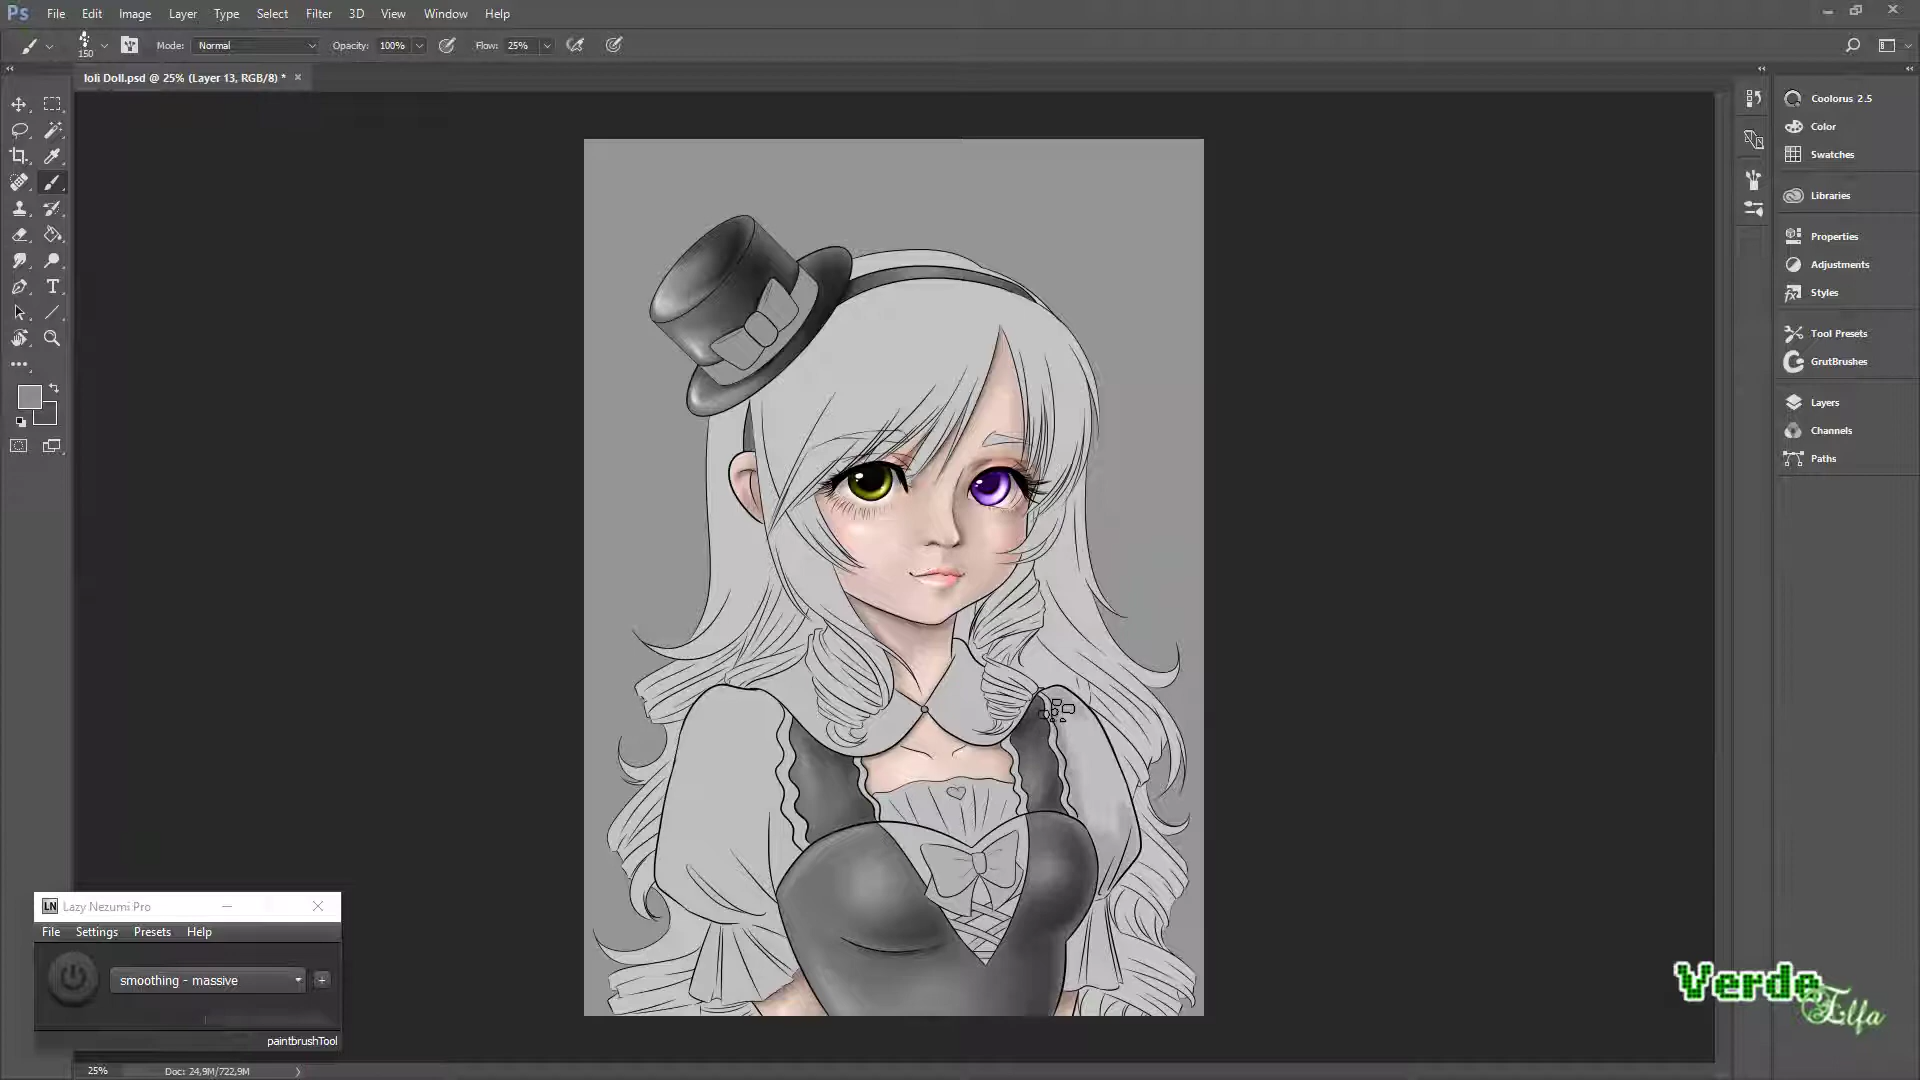 Ps File Edit Image Layer Type Select Filter 3D View Window Help
150 Mode: Normal Opacity: 100% Flow: 25%
loli Doll.psd @ 25% (Layer 13, RGB/8) * ×
Coolorus 2.5
Color
Swatches
Libraries
Properties
Adjustments
Styles
Tool Presets
GrutBrushes
Layers
Channels
Paths
LN Lazy Nezumi Pro
File Settings Presets Help
smoothing - massive +
paintbrushTool
Verde
Elfa
25% Doc: 24,9M/722,9M